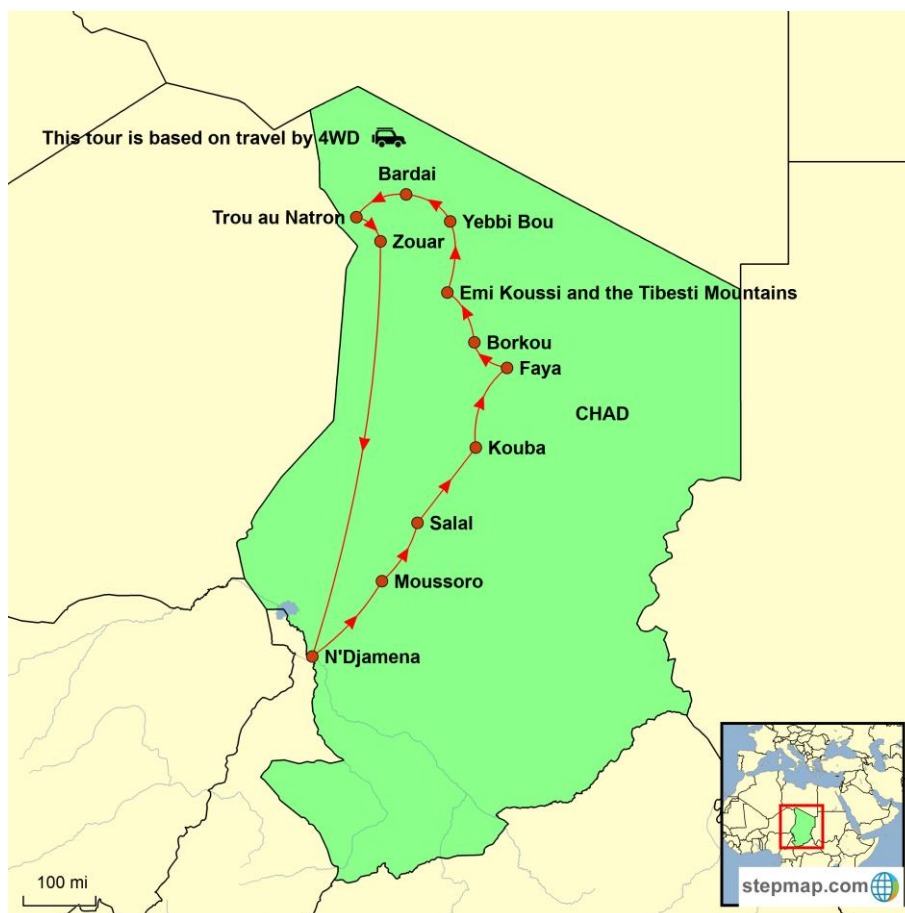 This tour is based on travel by 4WD
Bardai
Trou au Natron
Yebbi Bou
Zouar
Emi Koussi and the Tibesti Mountains
Borkou
Faya
CHAD
Kouba
Salal
Moussoro
N'Djamena
100 mi
stepmap.com